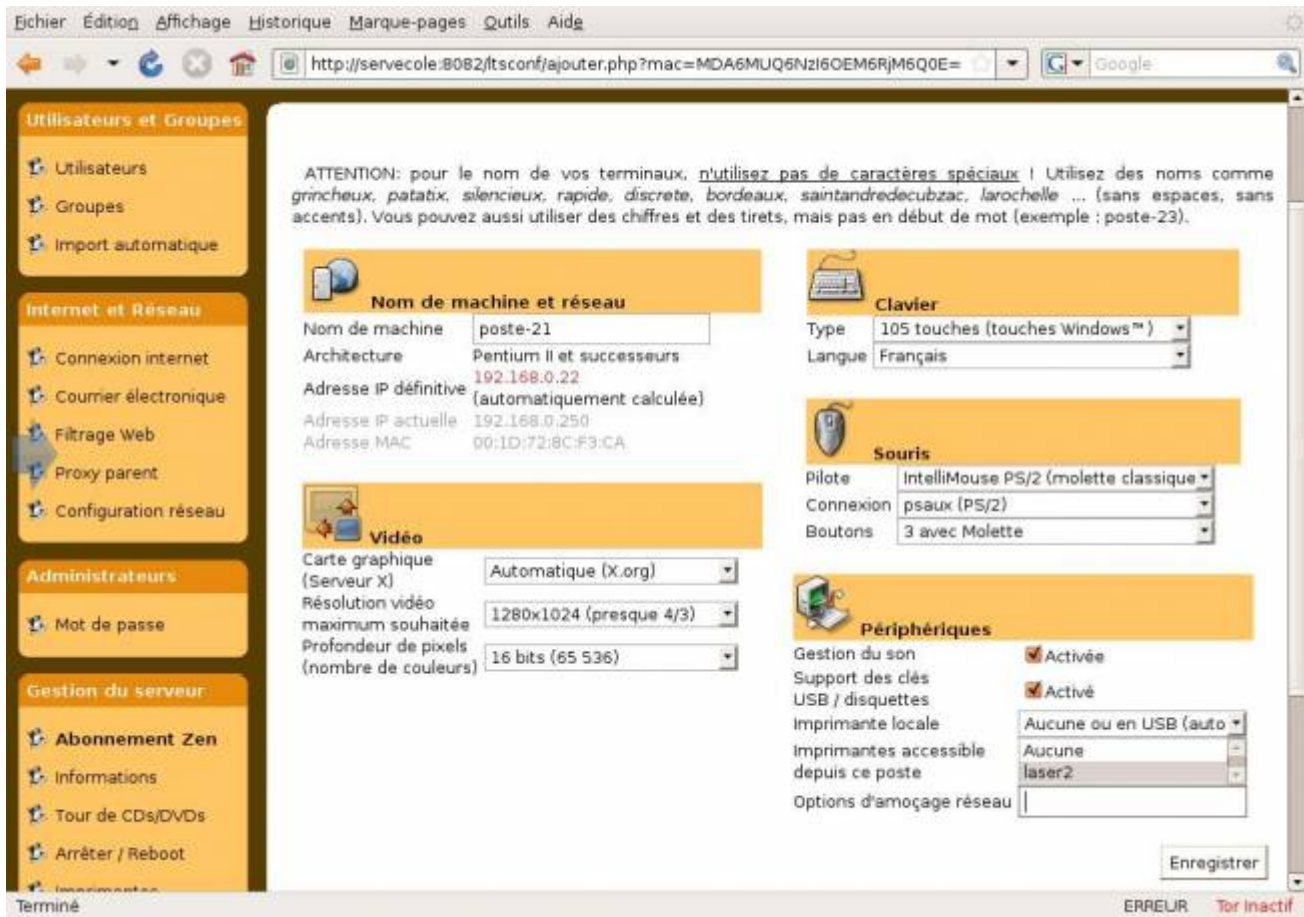 Fichier Édition Affichage Historique Marque-pages Outils Aide
http://servecole:8082/ltsconf/ajouter.php?mac=MDA6MUQ6NzI6OEM6RjM6Q0E=
Google
Utilisateurs et Groupes
Utilisateurs
Groupes
Import automatique
Internet et Réseau
Connexion internet
Courrier électronique
Filtrage Web
Proxy parent
Configuration réseau
Administrateurs
Mot de passe
Gestion du serveur
Abonnement Zen
Informations
Tour de CDs/DVDs
Arrêter / Reboot
Imprimantes
ATTENTION: pour le nom de vos terminaux, n'utilisez pas de caractères spéciaux ! Utilisez des noms comme
grincheux, patatix, silencieux, rapide, discrete, bordeaux, saintandredecubzac, larochelle ... (sans espaces, sans
accents). Vous pouvez aussi utiliser des chiffres et des tirets, mais pas en début de mot (exemple : poste-23).
Nom de machine et réseau
Nom de machine poste-21
Architecture Pentium II et successeurs
Adresse IP définitive 192.168.0.22
(automatiquement calculée)
Adresse IP actuelle 192.168.0.250
Adresse MAC 00:1D:72:8C:F3:CA
Vidéo
Carte graphique
(Serveur X) Automatique (X.org)
Résolution vidéo
maximum souhaitée 1280x1024 (presque 4/3)
Profondeur de pixels
(nombre de couleurs) 16 bits (65 536)
Clavier
Type 105 touches (touches Windows™)
Langue Français
Souris
Pilote IntelliMouse PS/2 (molette classique
Connexion psaux (PS/2)
Boutons 3 avec Molette
Périphériques
Gestion du son Activée
Support des clés
USB / disquettes Activé
Imprimante locale Aucune ou en USB (auto
Imprimantes accessible
depuis ce poste
Aucune
laser2
Options d'amoçage réseau
Enregistrer
Terminé
ERREUR Tor Inactif